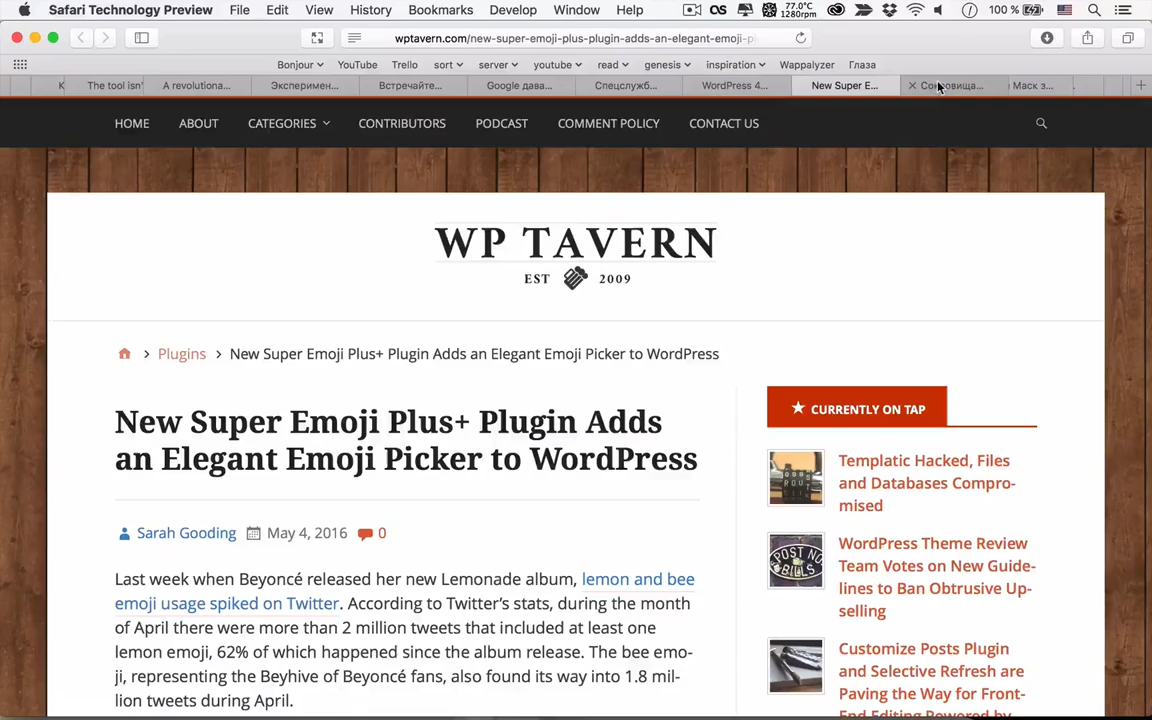 Safari Technology Preview File Edit View History Bookmarks Develop Window Help 77.0°C 1280rpm 100 %
wptavern.com/new-super-emoji-plus-plugin-adds-an-elegant-emoji-p
Bonjour YouTube Trello sort server youtube read genesis inspiration Wappalyzer Глаза
K The tool isn' A revolutiona... Эксперимен... Встречайте... Google дава... Спецслужб... WordPress 4... New Super E... Маск з...
HOME ABOUT CATEGORIES CONTRIBUTORS PODCAST COMMENT POLICY CONTACT US
WP TAVERN
EST 2009
Plugins New Super Emoji Plus+ Plugin Adds an Elegant Emoji Picker to WordPress
New Super Emoji Plus+ Plugin Adds
an Elegant Emoji Picker to WordPress
Sarah Gooding May 4, 2016 0
Last week when Beyoncé released her new Lemonade album, lemon and bee
emoji usage spiked on Twitter. According to Twitter's stats, during the month
of April there were more than 2 million tweets that included at least one
lemon emoji, 62% of which happened since the album release. The bee emo-
ji, representing the Beyhive of Beyoncé fans, also found its way into 1.8 mil-
lion tweets during April.
CURRENTLY ON TAP
Templatic Hacked, Files
and Databases Compro-
mised
POST NO
BILLS
WordPress Theme Review
Team Votes on New Guide-
lines to Ban Obtrusive Up-
selling
Customize Posts Plugin
and Selective Refresh are
Paving the Way for Front-
End Editing Powered by